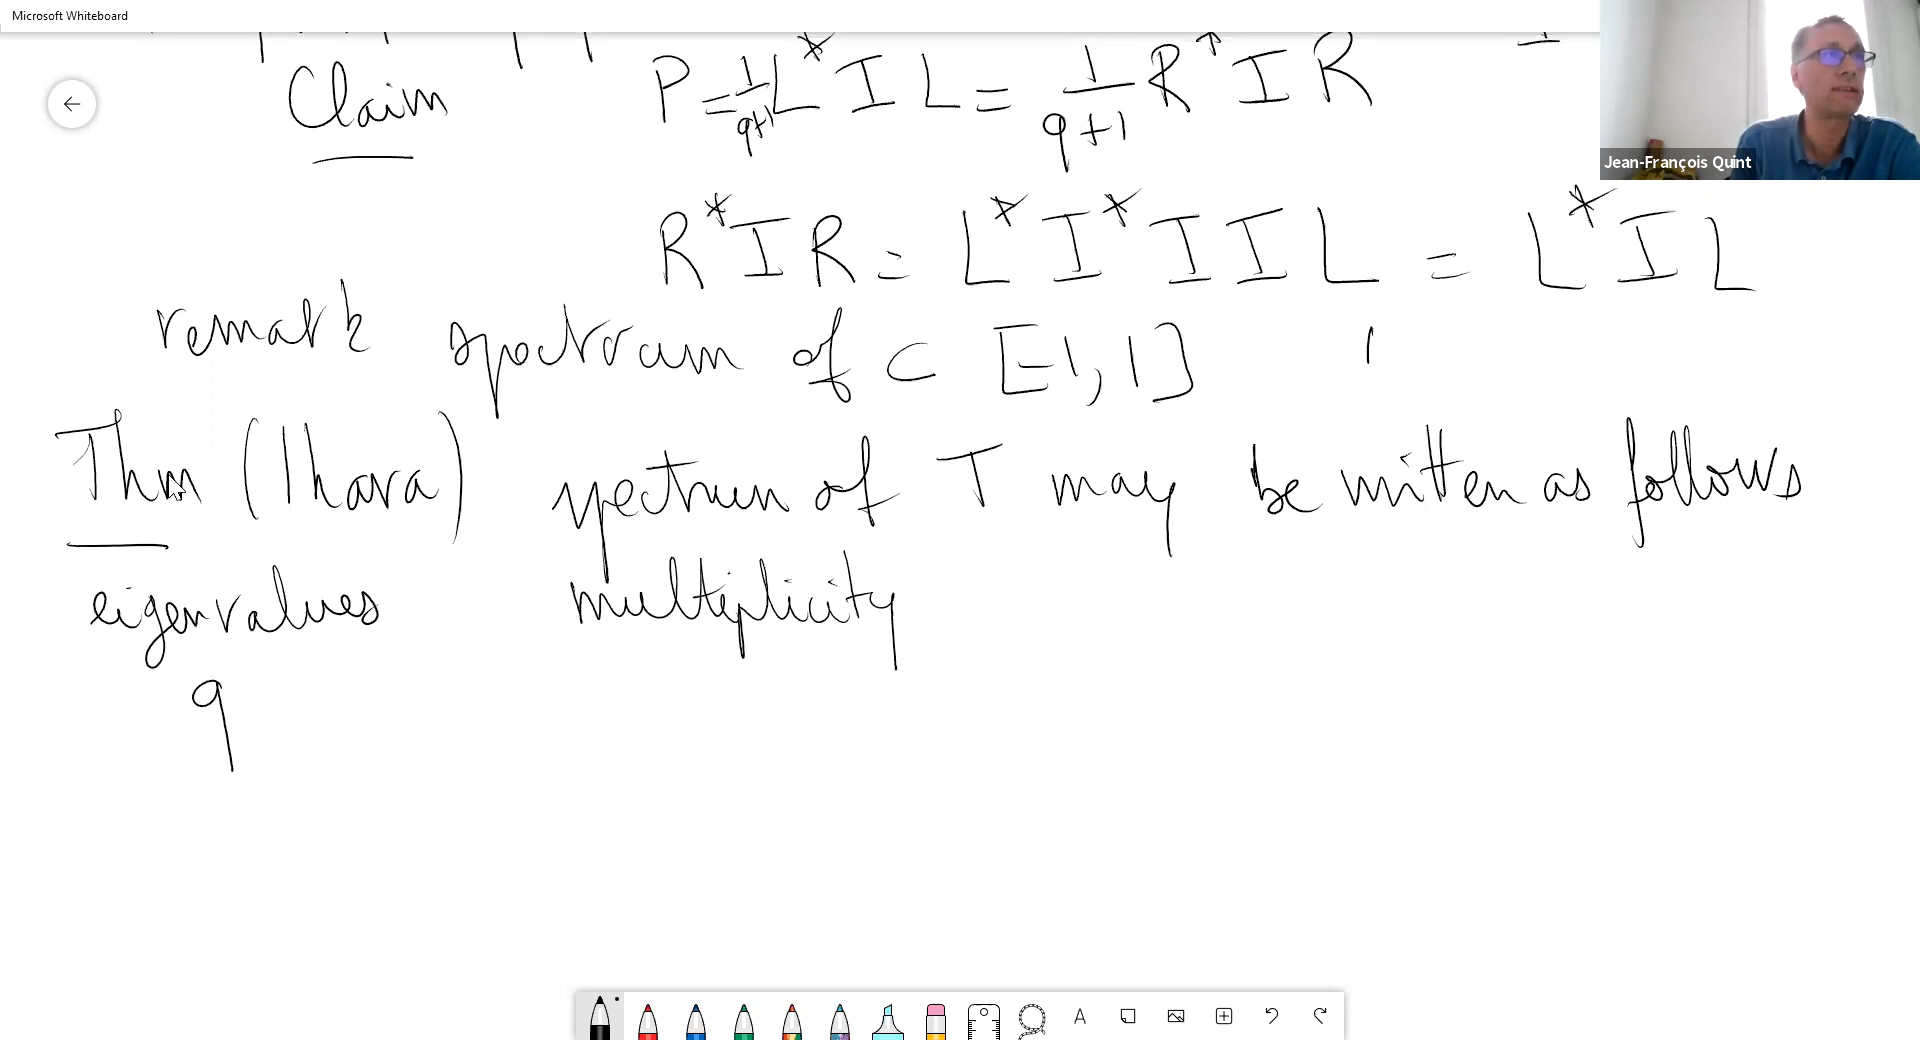 Microsoft Whiteboard
Jean-François Quint
Claim P = 1/q+1 L* I L = 1/q+1 R* I R
R* I R = L* I* I I L = L* I L
remark spectrum of C [-1, 1] 1
Thm (Ihara) spectrum of T may be written as follows
eigenvalues multiplicity
q
A